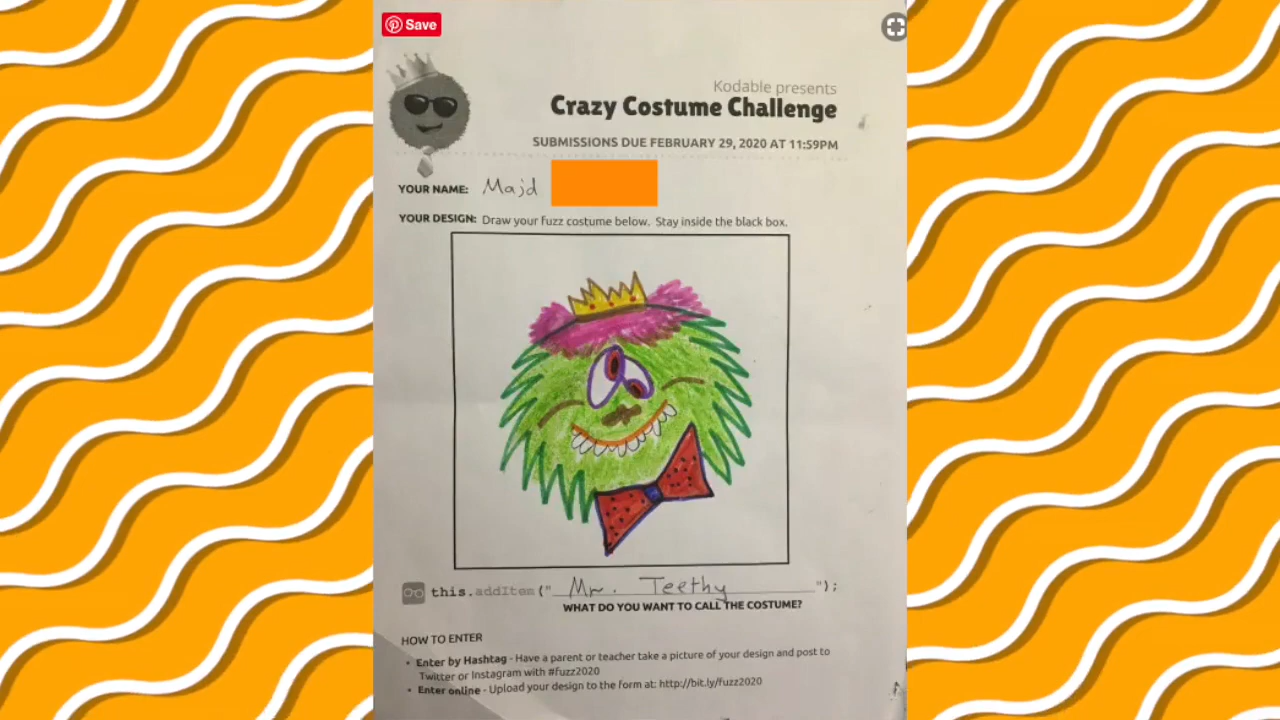 Save
Kodable presents
Crazy Costume Challenge
SUBMISSIONS DUE FEBRUARY 29, 2020 AT 11:59PM
YOUR NAME: Majd
YOUR DESIGN: Draw your fuzz costume below. Stay inside the black box.
this.addItem(" Mr. Teethy ");
WHAT DO YOU WANT TO CALL THE COSTUME?
HOW TO ENTER
• Enter by Hashtag - Have a parent or teacher take a picture of your design and post to
Twitter or Instagram with #fuzz2020
• Enter online - Upload your design to the form at: http://bit.ly/fuzz2020